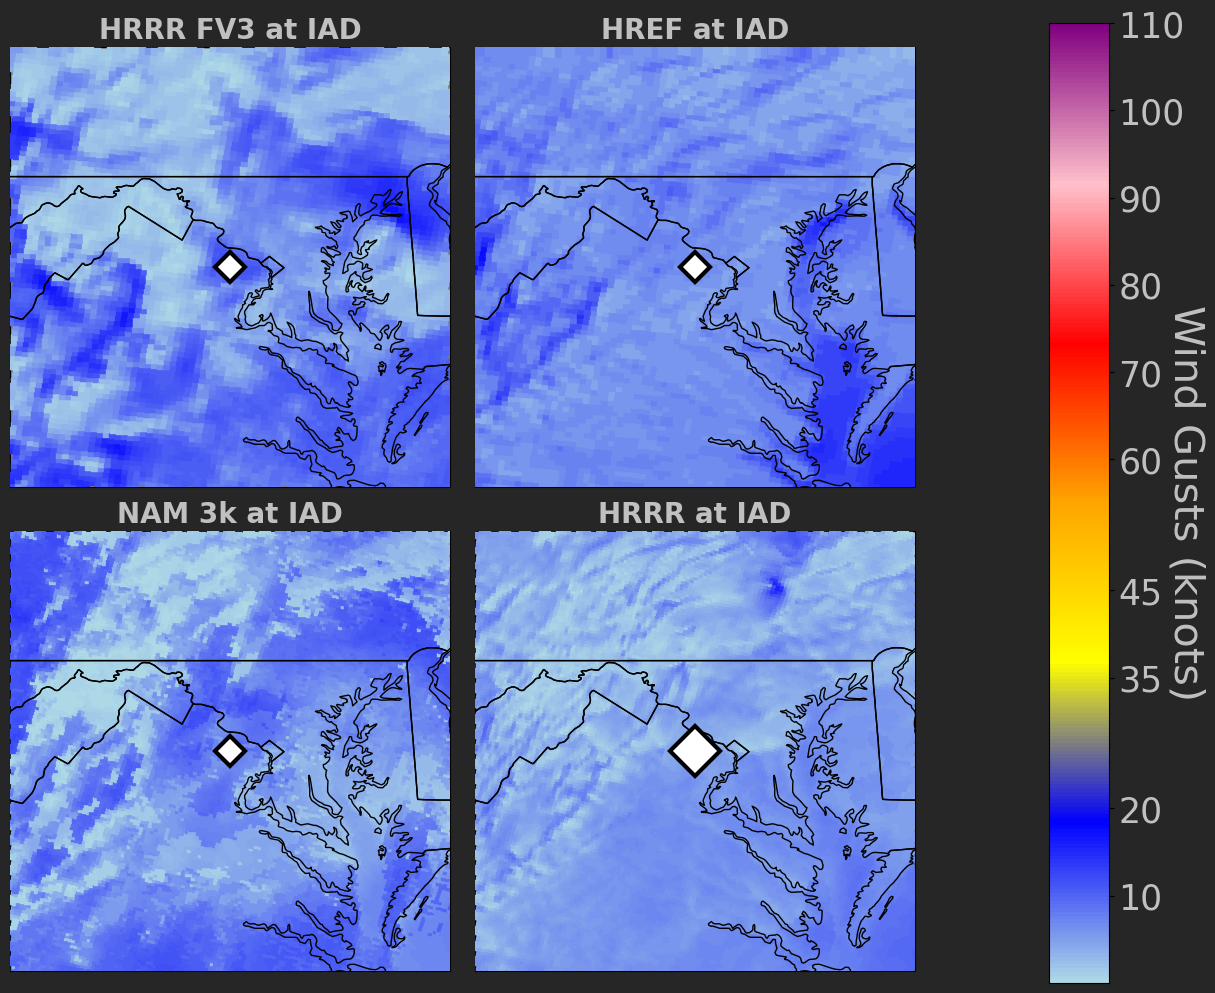 HRRR FV3 at IAD
HREF at IAD
NAM 3k at IAD
HRRR at IAD
110
100
90
80
70
60
45
35
20
10
Wind Gusts (knots)